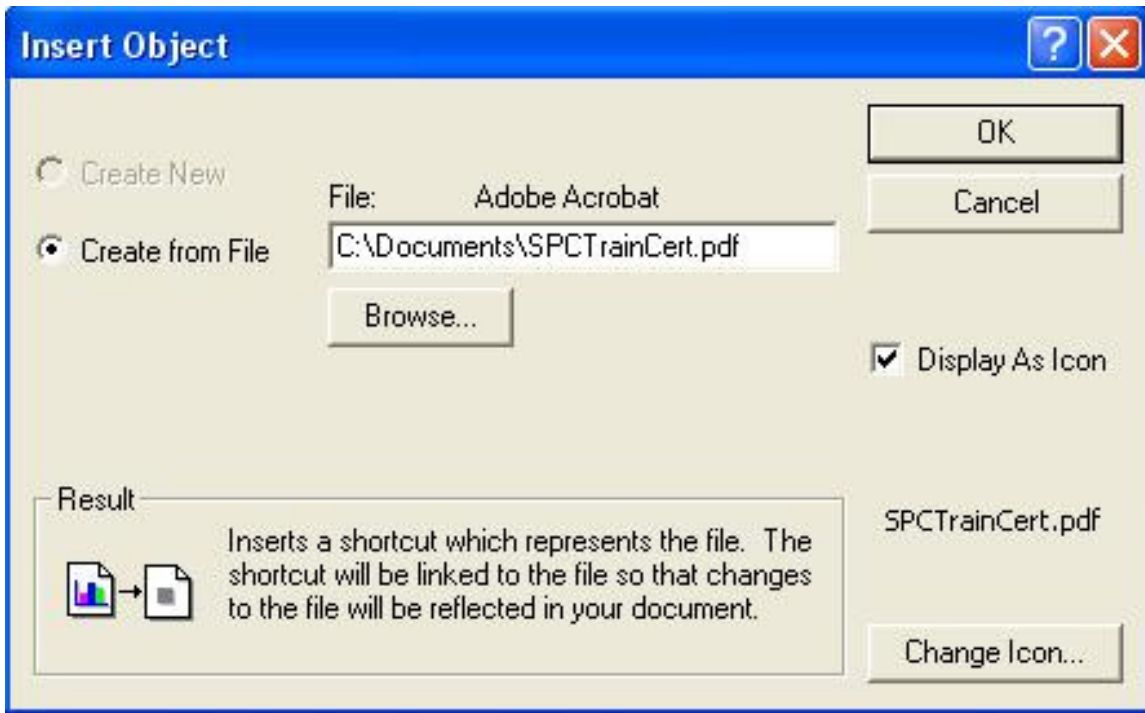 Insert Object
OK
Create New
File: Adobe Acrobat
Cancel
Create from File
C:\Documents\SPCTrainCert.pdf
Browse...
Display As Icon
Result
Inserts a shortcut which represents the file. The
shortcut will be linked to the file so that changes
to the file will be reflected in your document.
SPCTrainCert.pdf
Change Icon...